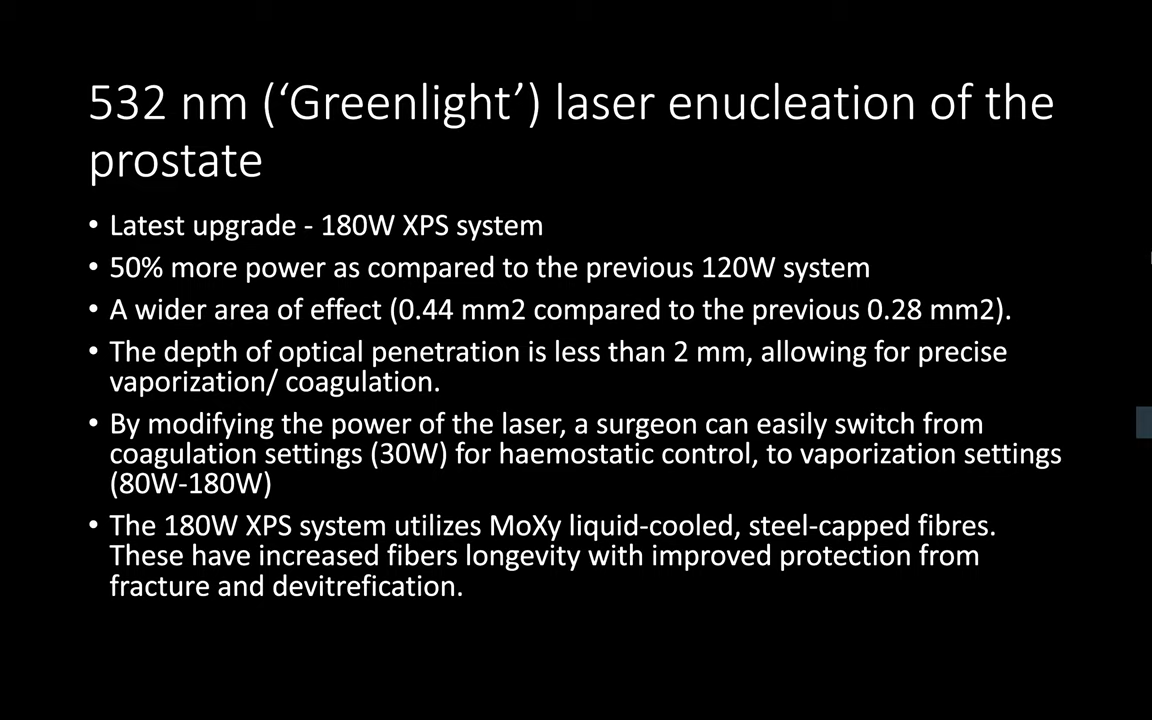 532 nm (‘Greenlight’) laser enucleation of the
prostate
• Latest upgrade - 180W XPS system
• 50% more power as compared to the previous 120W system
• A wider area of effect (0.44 mm2 compared to the previous 0.28 mm2).
• The depth of optical penetration is less than 2 mm, allowing for precise
vaporization/ coagulation.
• By modifying the power of the laser, a surgeon can easily switch from
coagulation settings (30W) for haemostatic control, to vaporization settings
(80W-180W)
• The 180W XPS system utilizes MoXy liquid-cooled, steel-capped fibres.
These have increased fibers longevity with improved protection from
fracture and devitrefication.